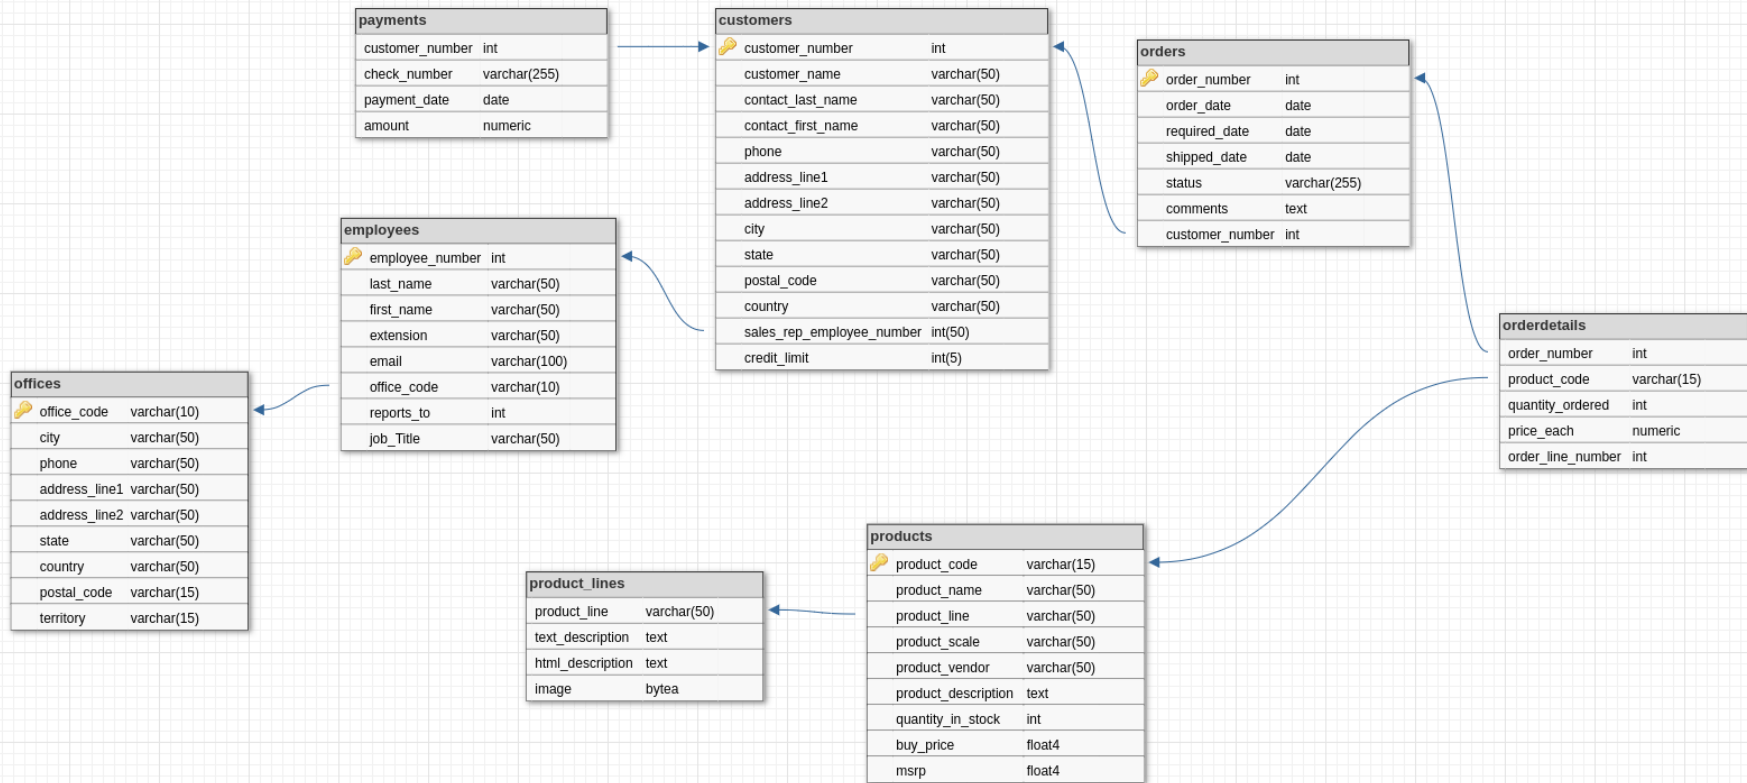 payments
customer_number int
check_number varchar(255)
payment_date date
amount numeric
customers
customer_number int
customer_name varchar(50)
contact_last_name varchar(50)
contact_first_name varchar(50)
phone varchar(50)
address_line1 varchar(50)
address_line2 varchar(50)
city varchar(50)
state varchar(50)
postal_code varchar(50)
country varchar(50)
sales_rep_employee_number int(50)
credit_limit int(5)
orders
order_number int
order_date date
required_date date
shipped_date date
status varchar(255)
comments text
customer_number int
employees
employee_number int
last_name varchar(50)
first_name varchar(50)
extension varchar(50)
email varchar(100)
office_code varchar(10)
reports_to int
job_Title varchar(50)
offices
office_code varchar(10)
city varchar(50)
phone varchar(50)
address_line1 varchar(50)
address_line2 varchar(50)
state varchar(50)
country varchar(50)
postal_code varchar(15)
territory varchar(15)
orderdetails
order_number int
product_code varchar(15)
quantity_ordered int
price_each numeric
order_line_number int
product_lines
product_line varchar(50)
text_description text
html_description text
image bytea
products
product_code varchar(15)
product_name varchar(50)
product_line varchar(50)
product_scale varchar(50)
product_vendor varchar(50)
product_description text
quantity_in_stock int
buy_price float4
msrp float4